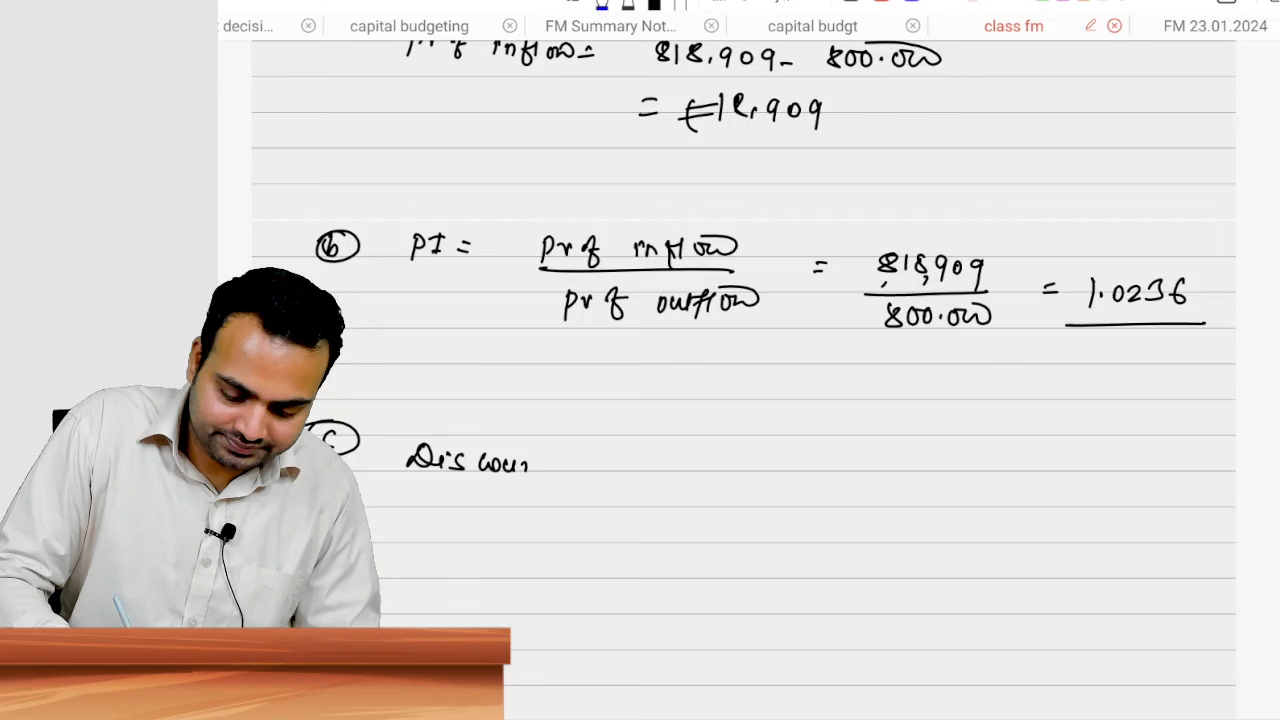 t decisi... capital budgeting FM Summary Not... capital budgt class fm FM 23.01.2024
inflow = 818,909 - 800.000
= 18,909
(b) PI = Pv of inflow / Pv of outflow = 818,909 / 800.000 = 1.0236
(c) Discoun